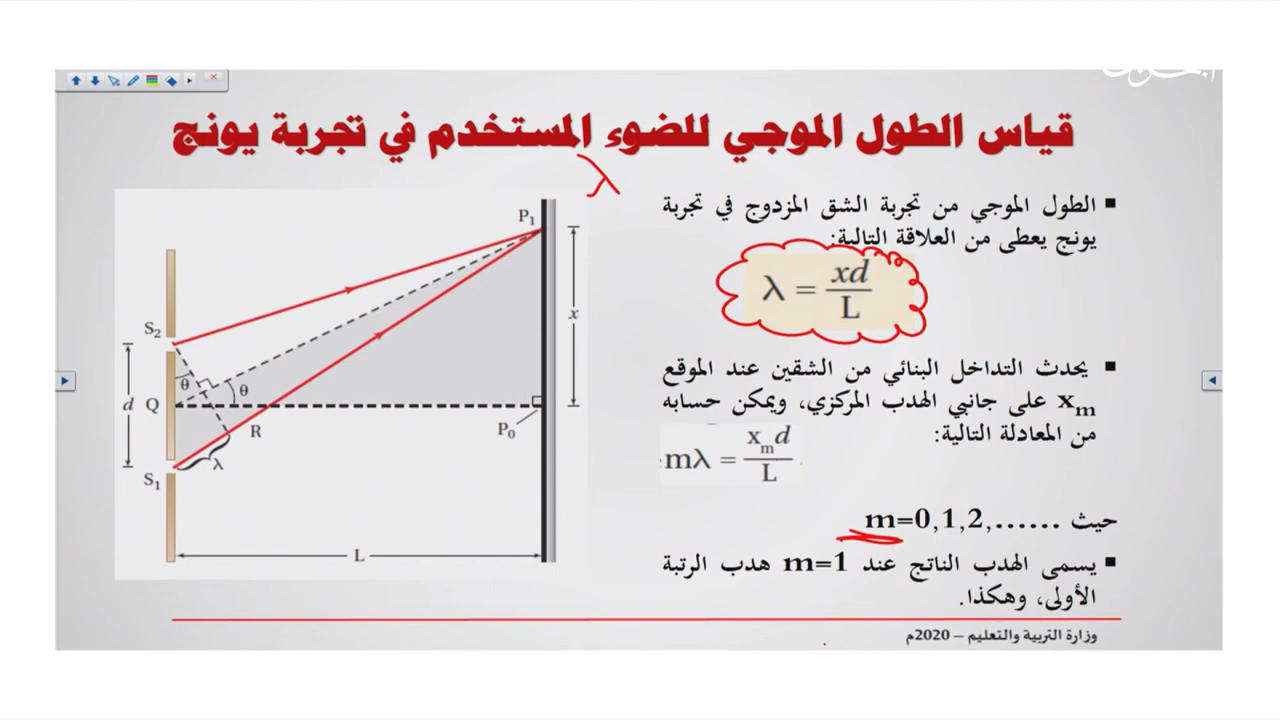 قياس الطول الموجي للضوء المستخدم في تجربة يونج
λ
▪ الطول الموجي من تجربة الشق المزدوج في تجربة
يونج يعطى من العلاقة التالية:
λ = xd / L
▪ يحدث التداخل البنائي من الشقين عند الموقع
xₘ على جانبي الهدب المركزي، ويمكن حسابه
من المعادلة التالية:
mλ = xₘd / L
حيث m=0,1,2,......
▪ يسمى الهدب الناتج عند m=1 هدب الرتبة
الأولى، وهكذا.
وزارة التربية والتعليم – 2020م
P₁
x
S₂
θ
θ
d
Q
R
P₀
λ
S₁
L